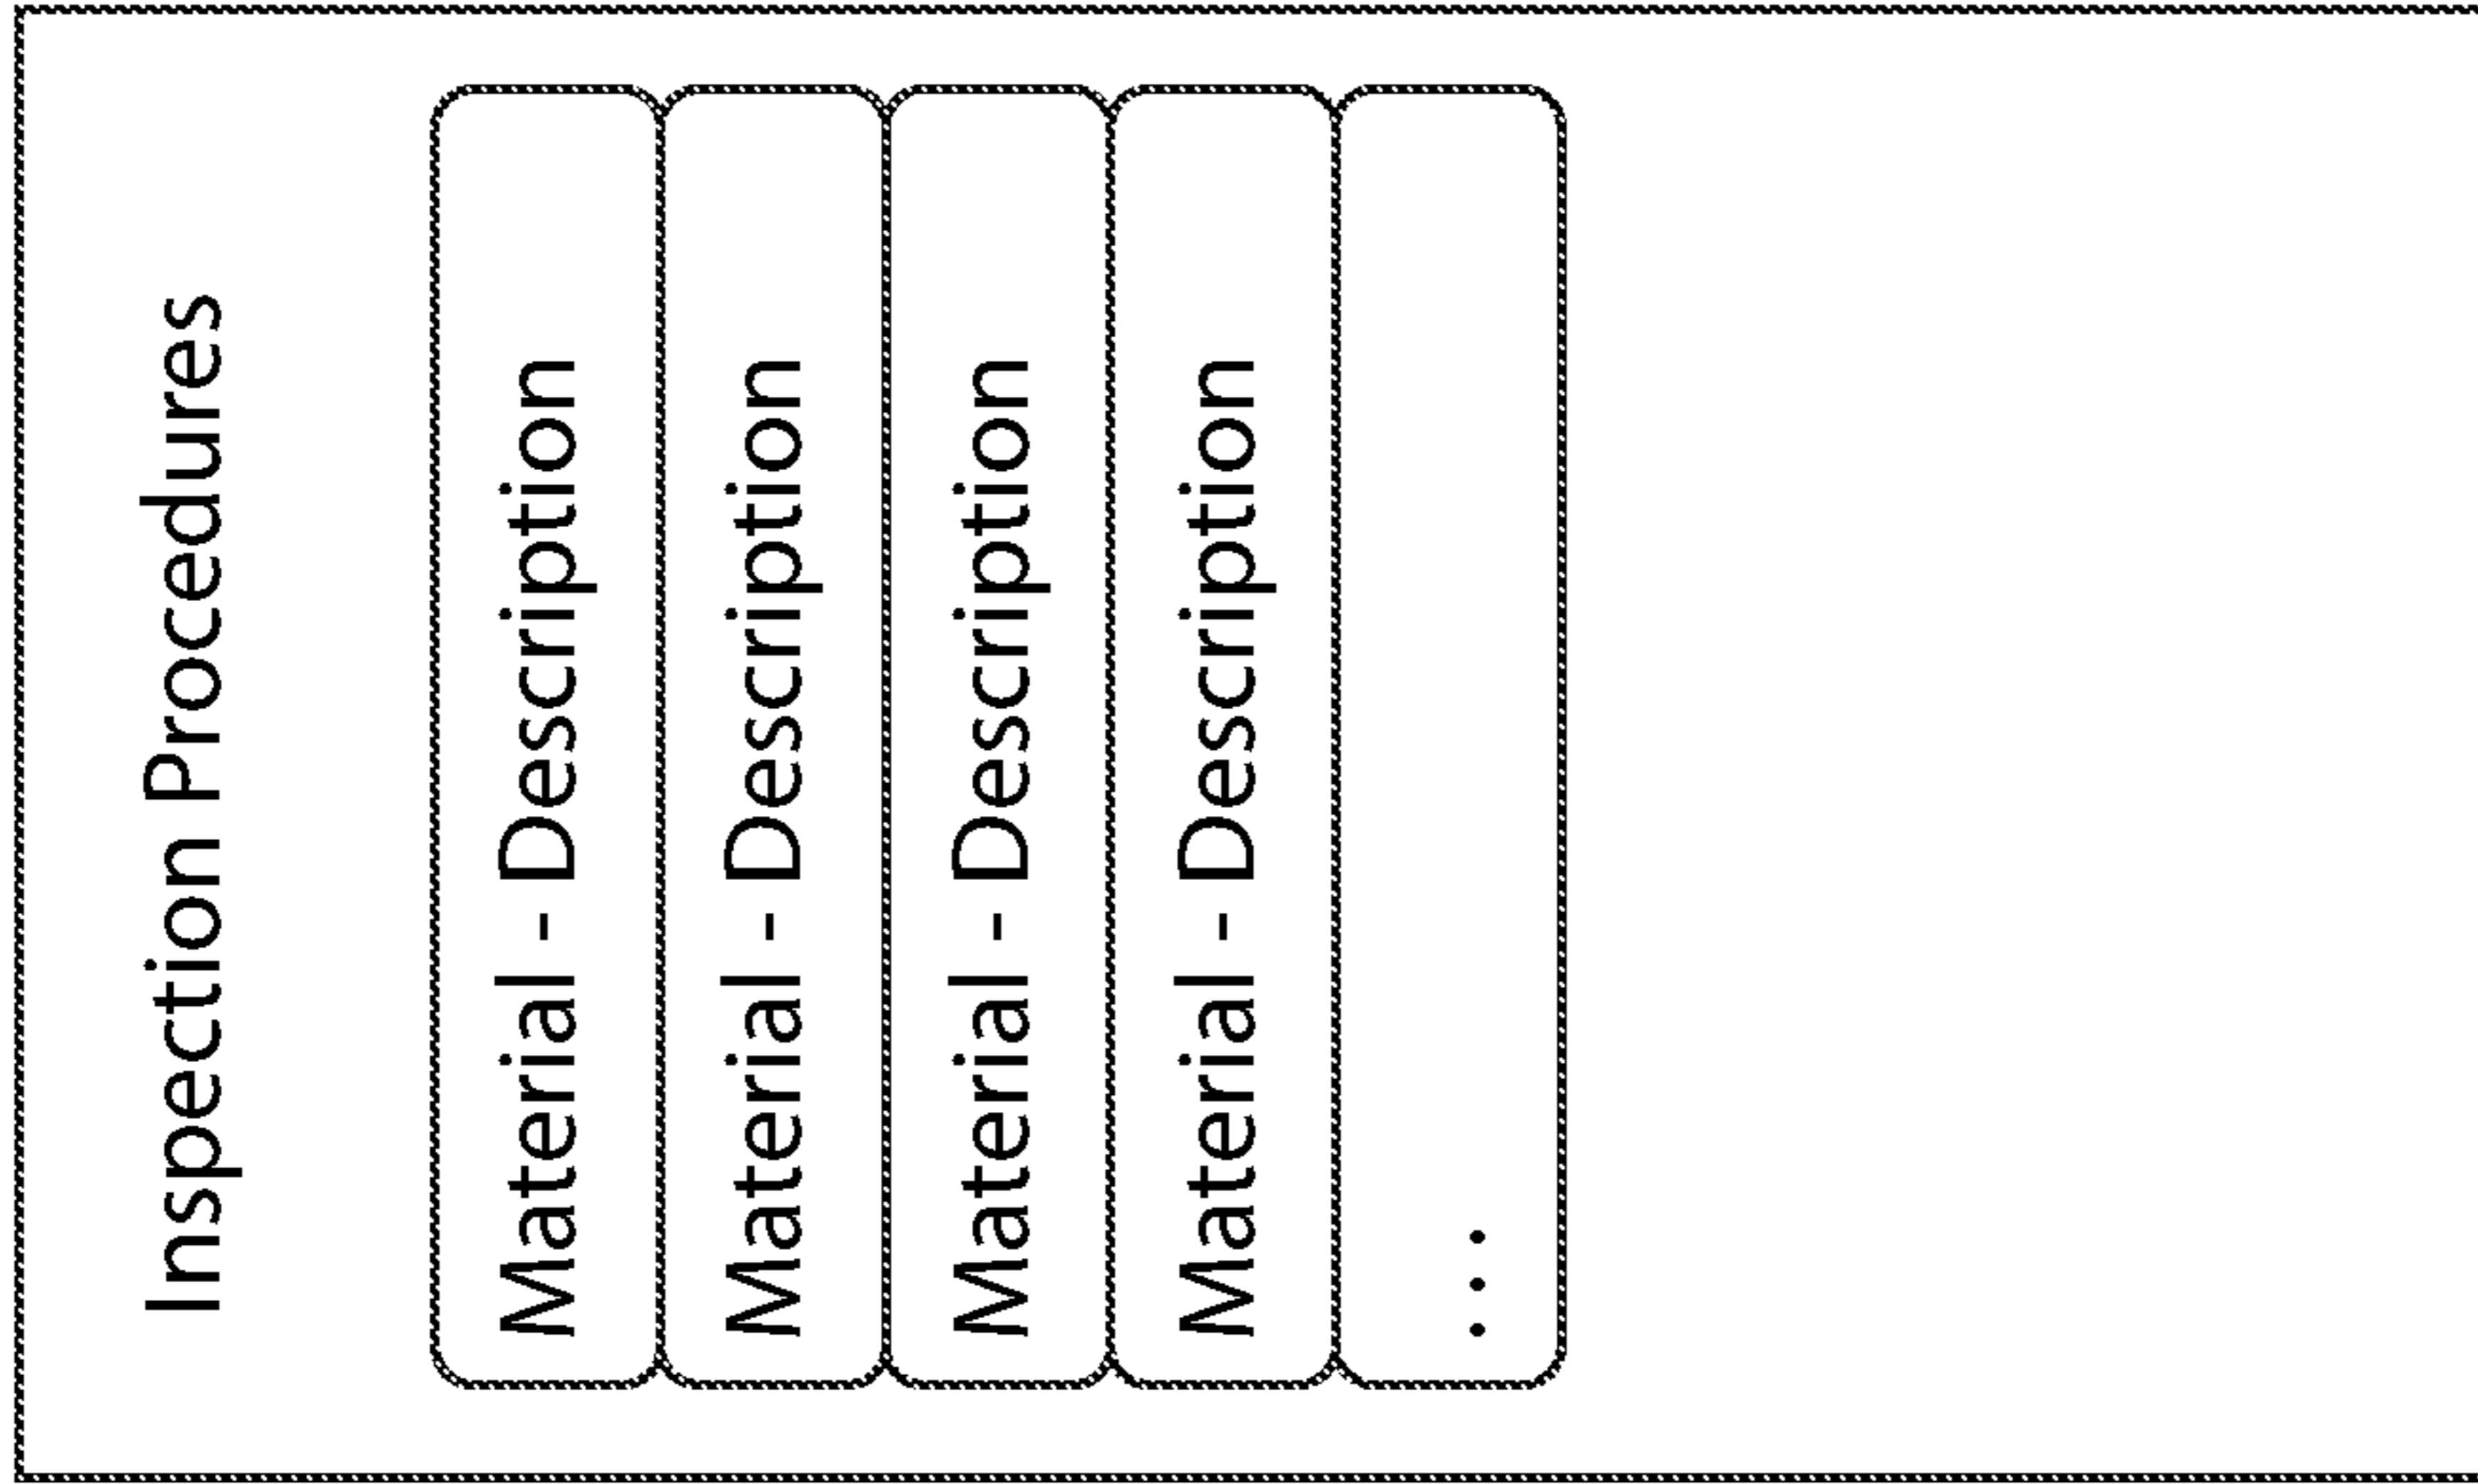 Inspection Procedures
Material - Description
Material - Description
Material - Description
Material - Description
...